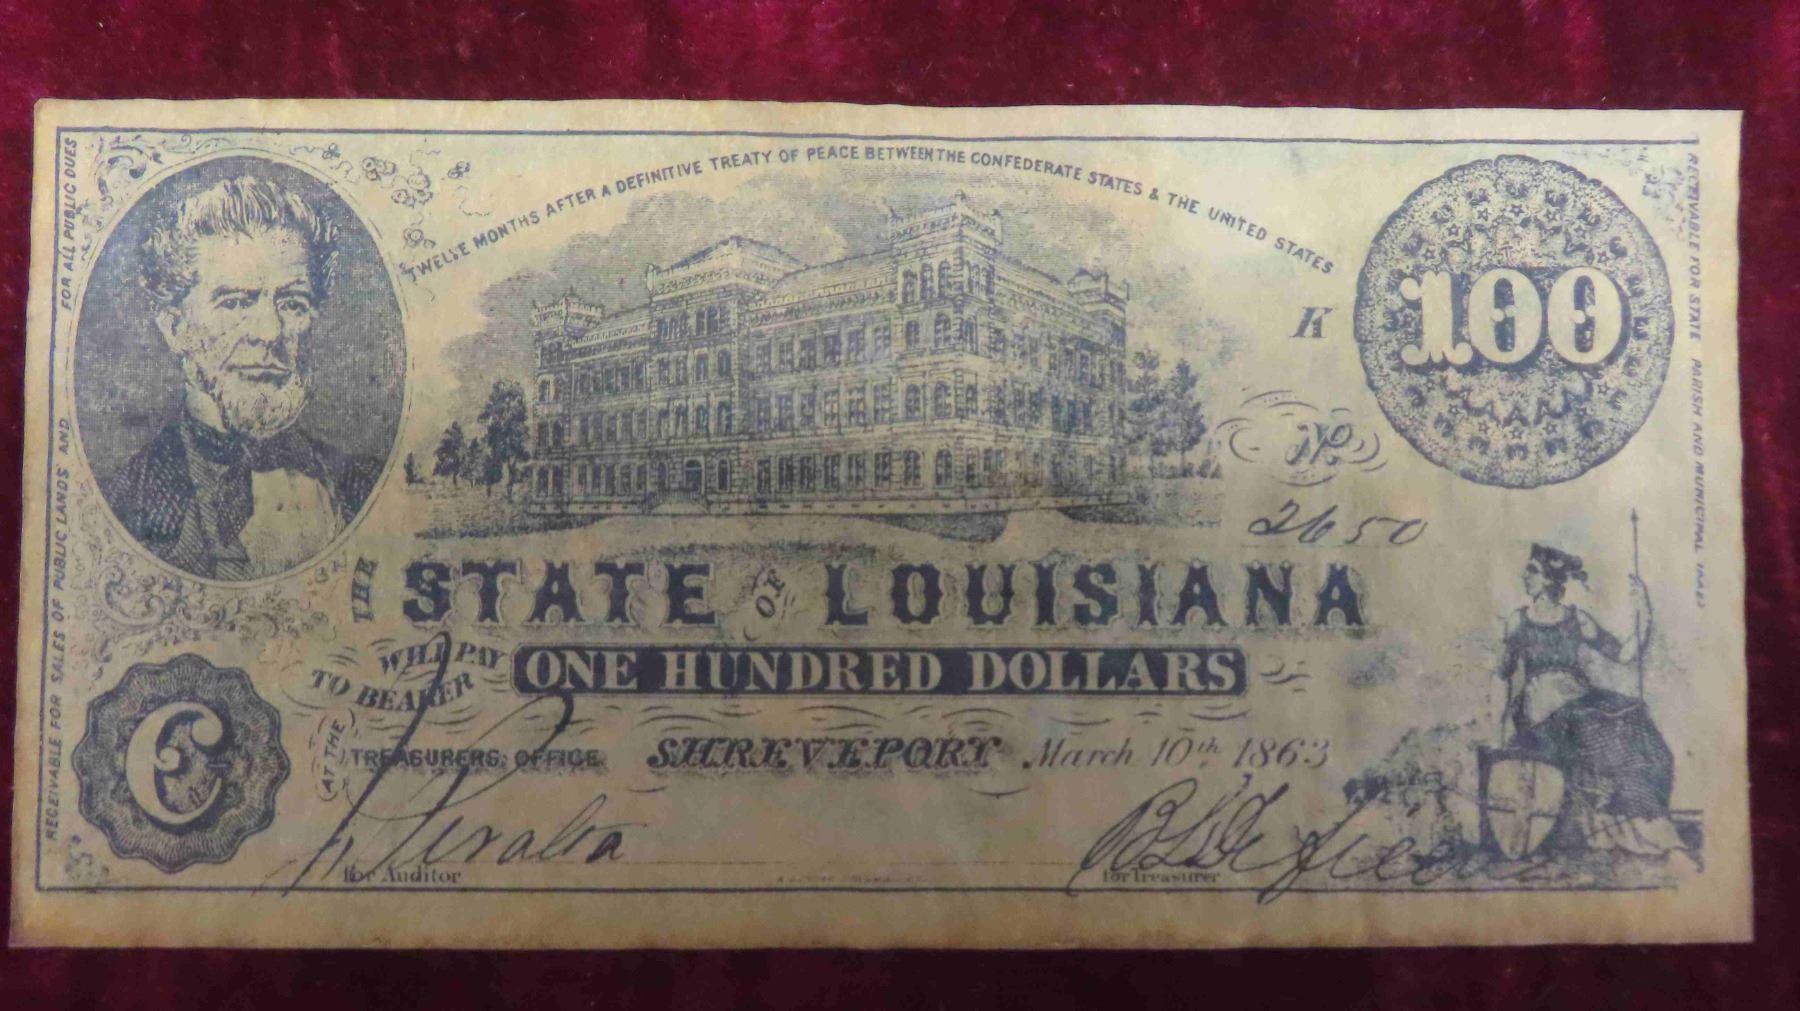 TWELVE MONTHS AFTER A DEFINITIVE TREATY OF PEACE BETWEEN THE CONFEDERATE STATES & THE UNITED STATES
RECEIVABLE FOR SALES OF PUBLIC LANDS AND FOR ALL PUBLIC DUES
RECEIVABLE FOR STATE PARISH AND MUNICIPAL DUES
K
100
No
2650
THE STATE OF LOUISIANA
WILL PAY
TO BEARER
ONE HUNDRED DOLLARS
C
AT THE
TREASURERS OFFICE SHREVEPORT March 10th 1863
Peralta
for Auditor
for Treasurer